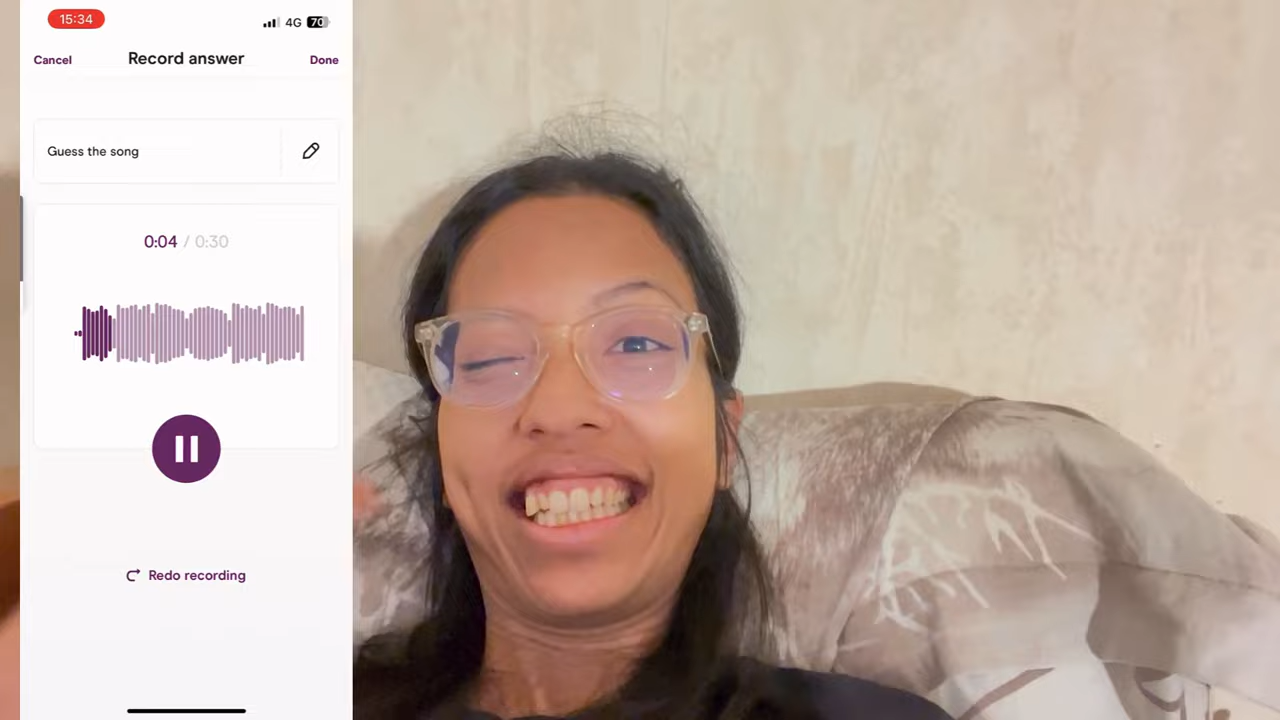 15:34
4G
70
Cancel
Record answer
Done
Guess the song
0:04 / 0:30
Redo recording